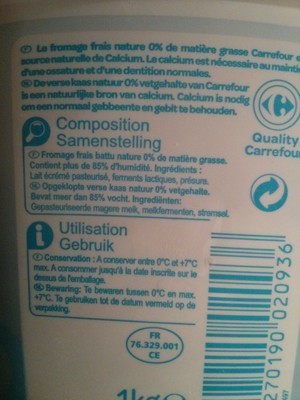 Le fromage frais nature 0% de matière grasse Carrefour
source naturelle de Calcium. Le calcium est nécessaire au
d'une ossature et d'une dentition normales.
De verse kaas natuur 0% vetgehalte van Carrefour
is een natuurlijke bron van calcium. Calcium is nodig
om een normaal gebbeente en gebit te behouden.
Quality
Carrefour
Composition
Samenstelling
Fromage frais battu nature 0% de matière grasse.
Contient plus de 85% d'humidité. Ingrédients :
Lait écrémé pasteurisé, ferments lactiques, présure.
Opgeklopte verse kaas natuur 0% vetgehalte.
Bevat meer dan 85% vocht. Ingrediënten:
Gepasteuriseerde magere melk, melkfermenten, stremsel.
Utilisation
Gebruik
Conservation : A conserver entre 0°C et +7°C
max. A consommer jusqu'à la date inscrite sur le
dessus de l'emballage.
Bewaring: Te bewaren tussen 0°C en max.
+7°C. Te gebruiken tot de datum vermeld op de
verpakking.
FR
76.329.001
CE
1kg e
270190 020936